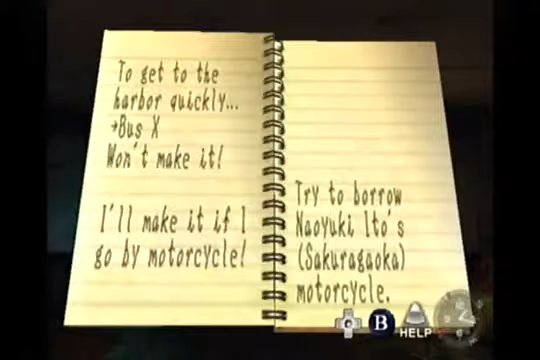 To get to the
harbor quickly...
→Bus X
Won't make it!
I'll make it if I
go by motorcycle!
Try to borrow
Naoyuki Ito's
(Sakuragaoka)
motorcycle.
B
HELP